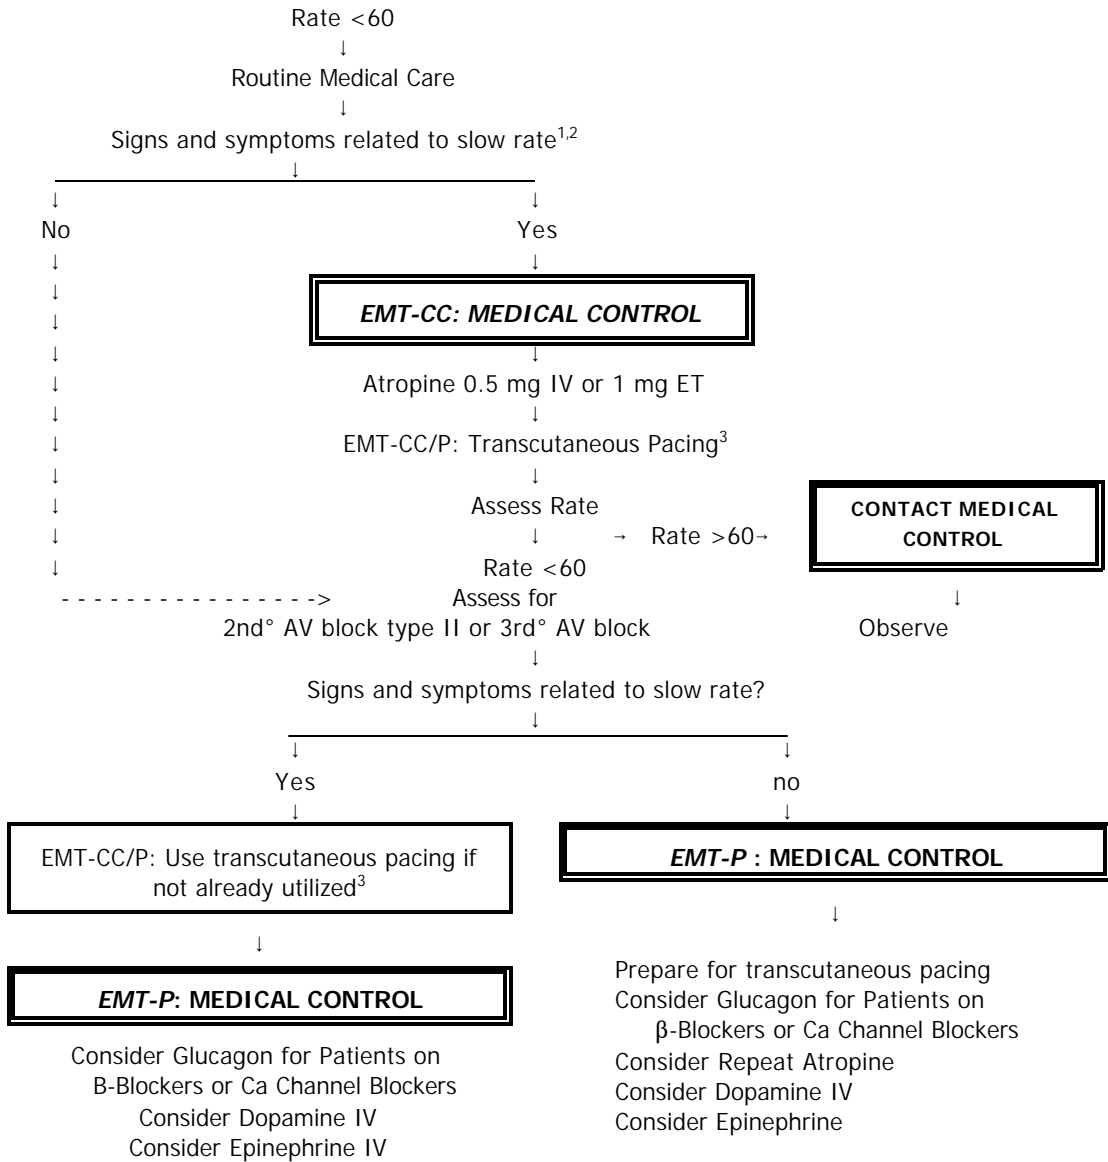 Rate <60
↓
Routine Medical Care
↓
Signs and symptoms related to slow rate1,2
↓
↓ ↓
No Yes
↓ ↓
↓
EMT-CC: MEDICAL CONTROL
↓
↓ ↓
↓ Atropine 0.5 mg IV or 1 mg ET
↓ ↓
↓ EMT-CC/P: Transcutaneous Pacing3
↓ ↓
↓ Assess Rate
↓ ↓ → Rate >60→
CONTACT MEDICAL
CONTROL
↓ Rate <60
- - - - - - - - - - - - - - - -> Assess for ↓
2nd° AV block type II or 3rd° AV block Observe
↓
Signs and symptoms related to slow rate?
↓
↓ ↓
Yes no
↓ ↓
EMT-CC/P: Use transcutaneous pacing if
not already utilized3
↓
EMT-P: MEDICAL CONTROL
Consider Glucagon for Patients on
B-Blockers or Ca Channel Blockers
Consider Dopamine IV
Consider Epinephrine IV
EMT-P : MEDICAL CONTROL
↓
Prepare for transcutaneous pacing
Consider Glucagon for Patients on
β-Blockers or Ca Channel Blockers
Consider Repeat Atropine
Consider Dopamine IV
Consider Epinephrine